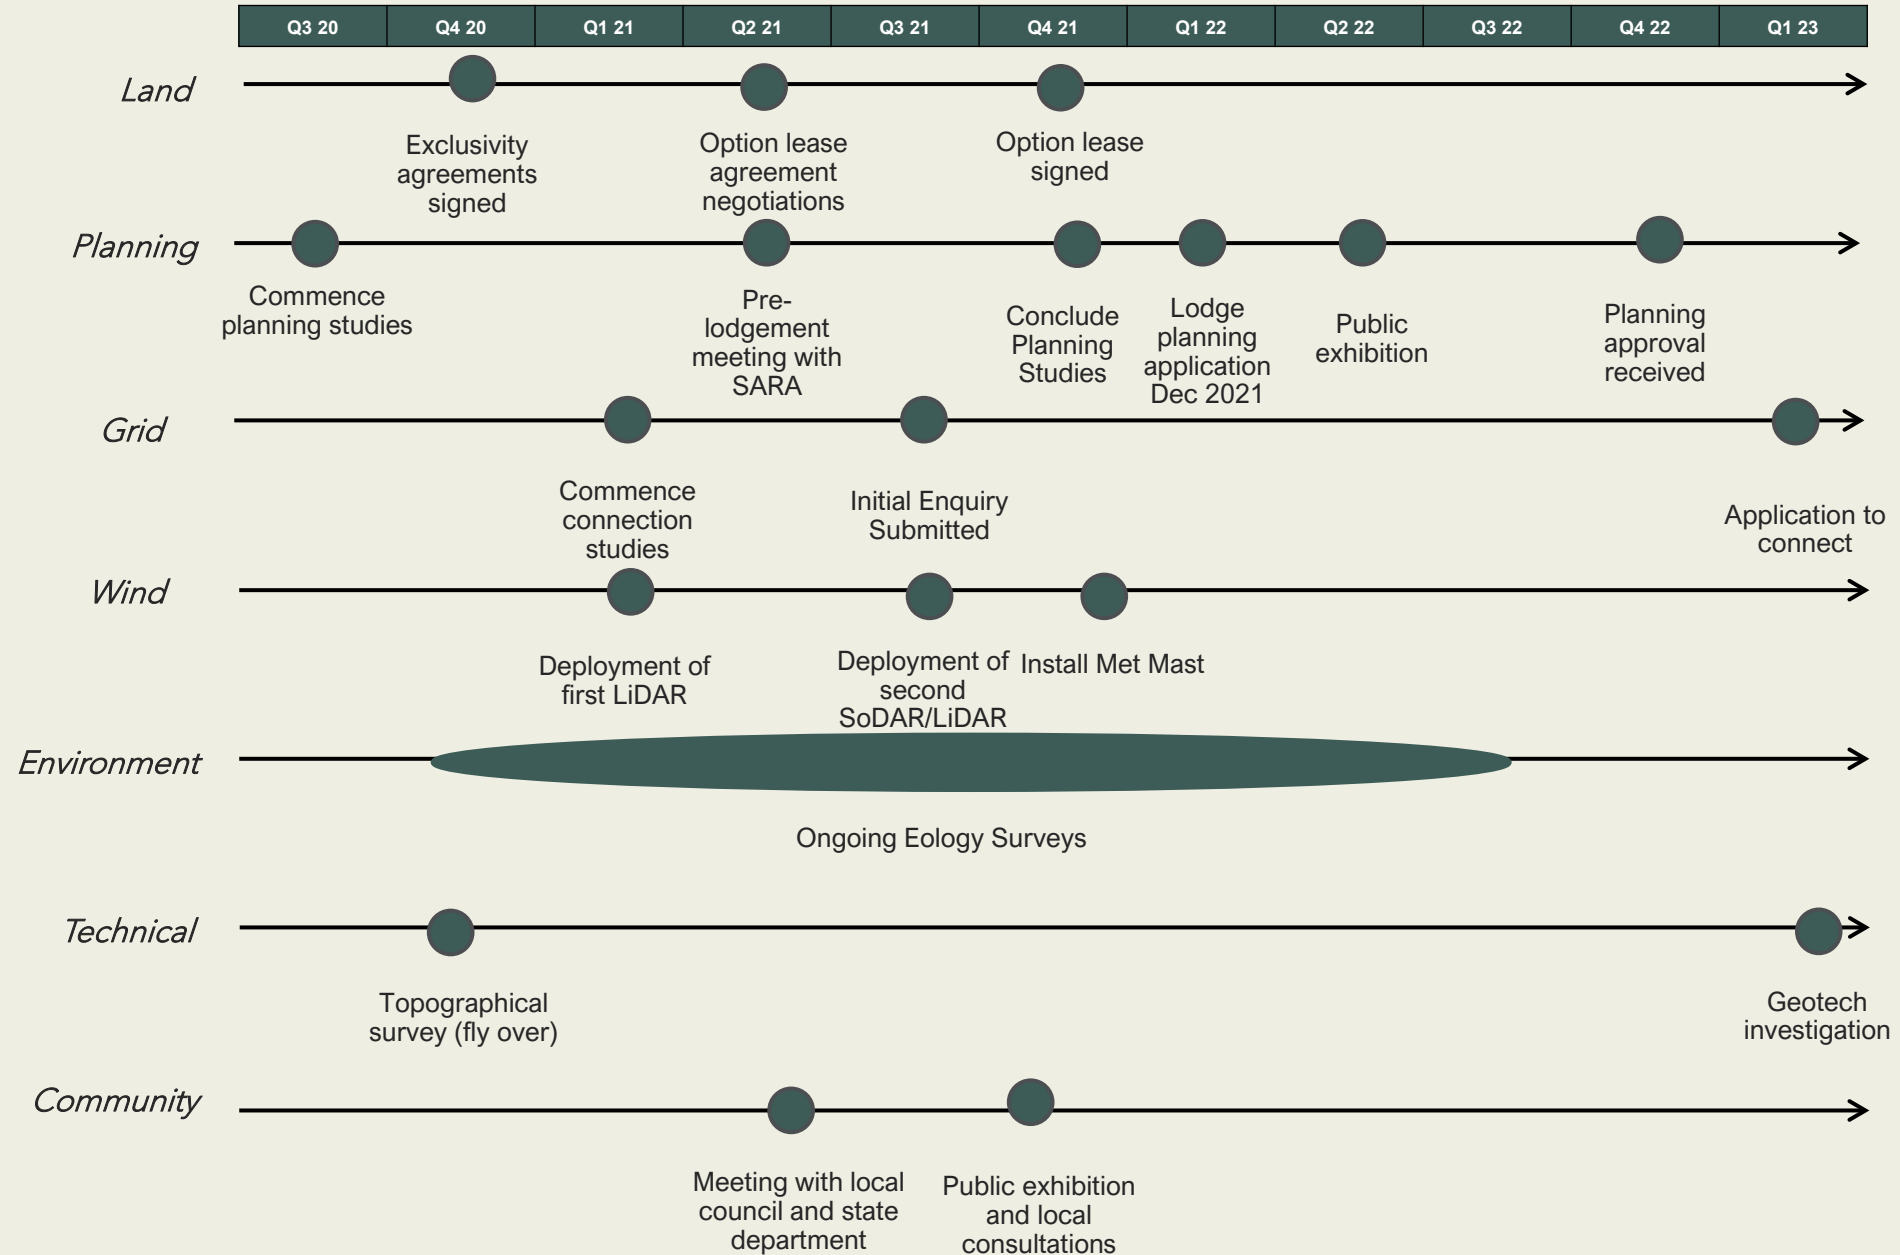 Q3 20 Q4 20 Q1 21 Q2 21 Q3 21 Q4 21 Q1 22 Q2 22 Q3 22 Q4 22 Q1 23
Land
Exclusivity
agreements
signed
Option lease
agreement
negotiations
Option lease
signed
Planning
Commence
planning studies
Pre-
lodgement
meeting with
SARA
Conclude
Planning
Studies
Lodge
planning
application
Dec 2021
Public
exhibition
Planning
approval
received
Grid
Commence
connection
studies
Initial Enquiry
Submitted
Application to
connect
Wind
Deployment of
first LiDAR
Deployment of
second
SoDAR/LiDAR
Install Met Mast
Environment
Ongoing Eology Surveys
Technical
Topographical
survey (fly over)
Geotech
investigation
Community
Meeting with local
council and state
department
Public exhibition
and local
consultations